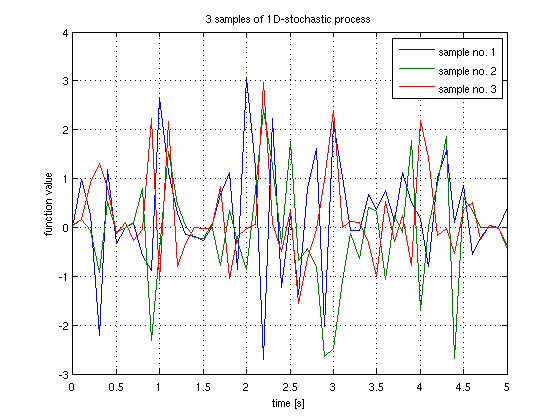 3 samples of 1D-stochastic process
4
3
2
1
0
-1
-2
-3
function value
sample no. 1
sample no. 2
sample no. 3
0 0.5 1 1.5 2 2.5 3 3.5 4 4.5 5
time [s]